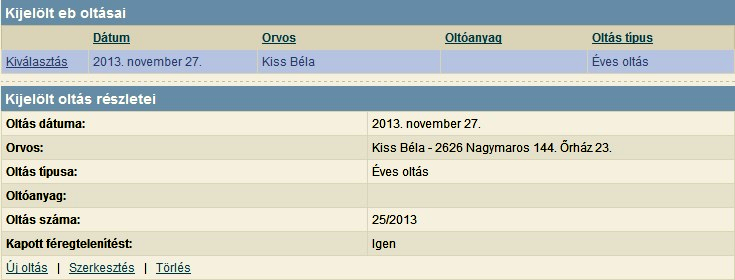 Kijelölt eb oltásai
Dátum Orvos Oltóanyag Oltás típus
Kiválasztás 2013. november 27. Kiss Béla Éves oltás
Kijelölt oltás részletei
Oltás dátuma: 2013. november 27.
Orvos: Kiss Béla - 2626 Nagymaros 144. Őrház 23.
Oltás típusa: Éves oltás
Oltóanyag:
Oltás száma: 25/2013
Kapott féregtelenítést: Igen
Új oltás | Szerkesztés | Törlés